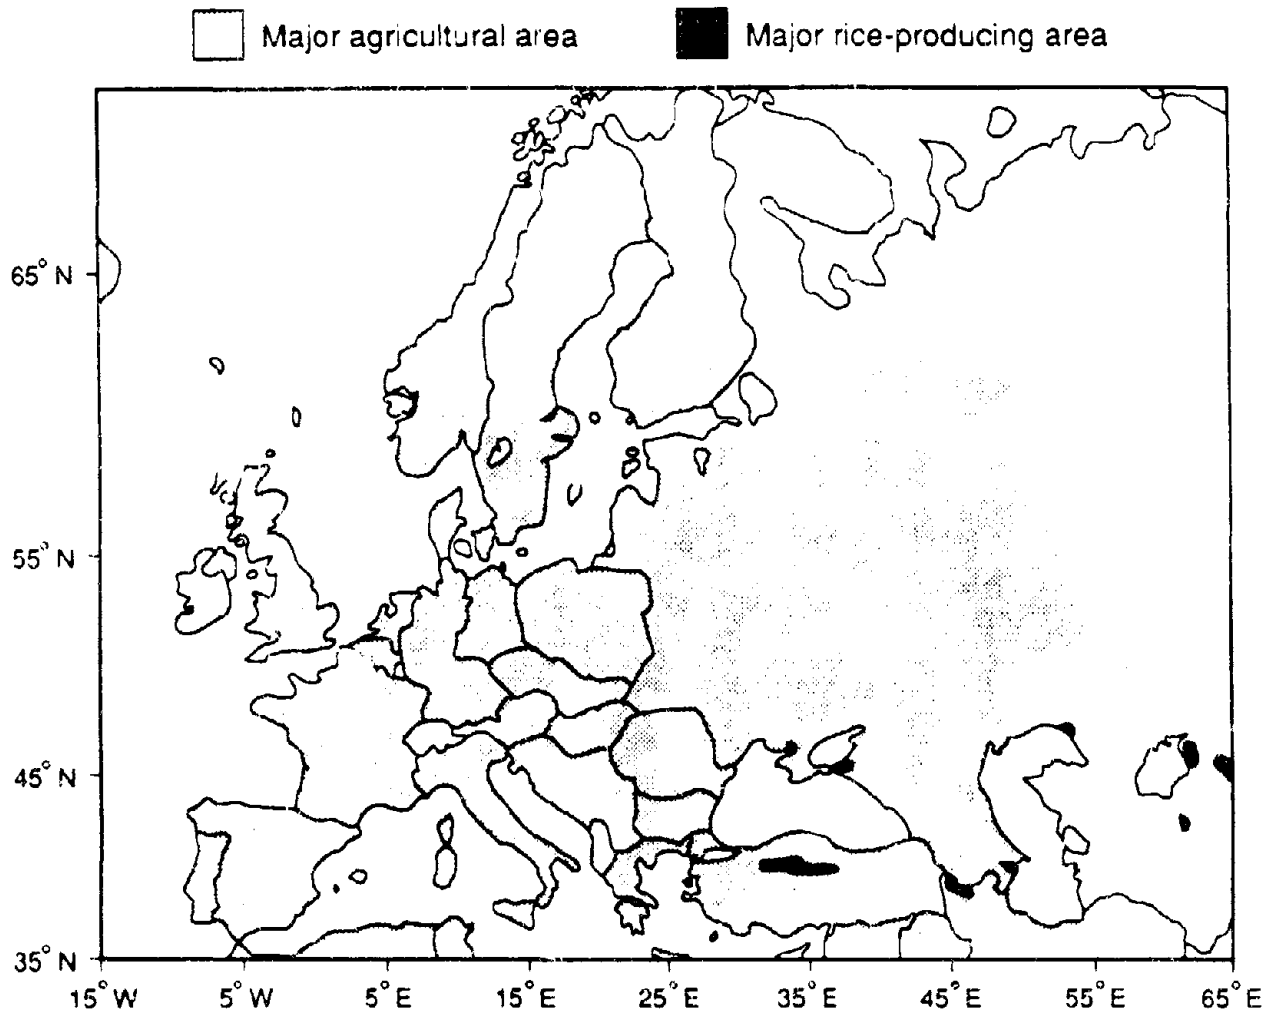 Major agricultural area
Major rice-producing area
65° N
55° N
45° N
35° N
15° W
5° W
5° E
15° E
25° E
35° E
45° E
55° E
65° E